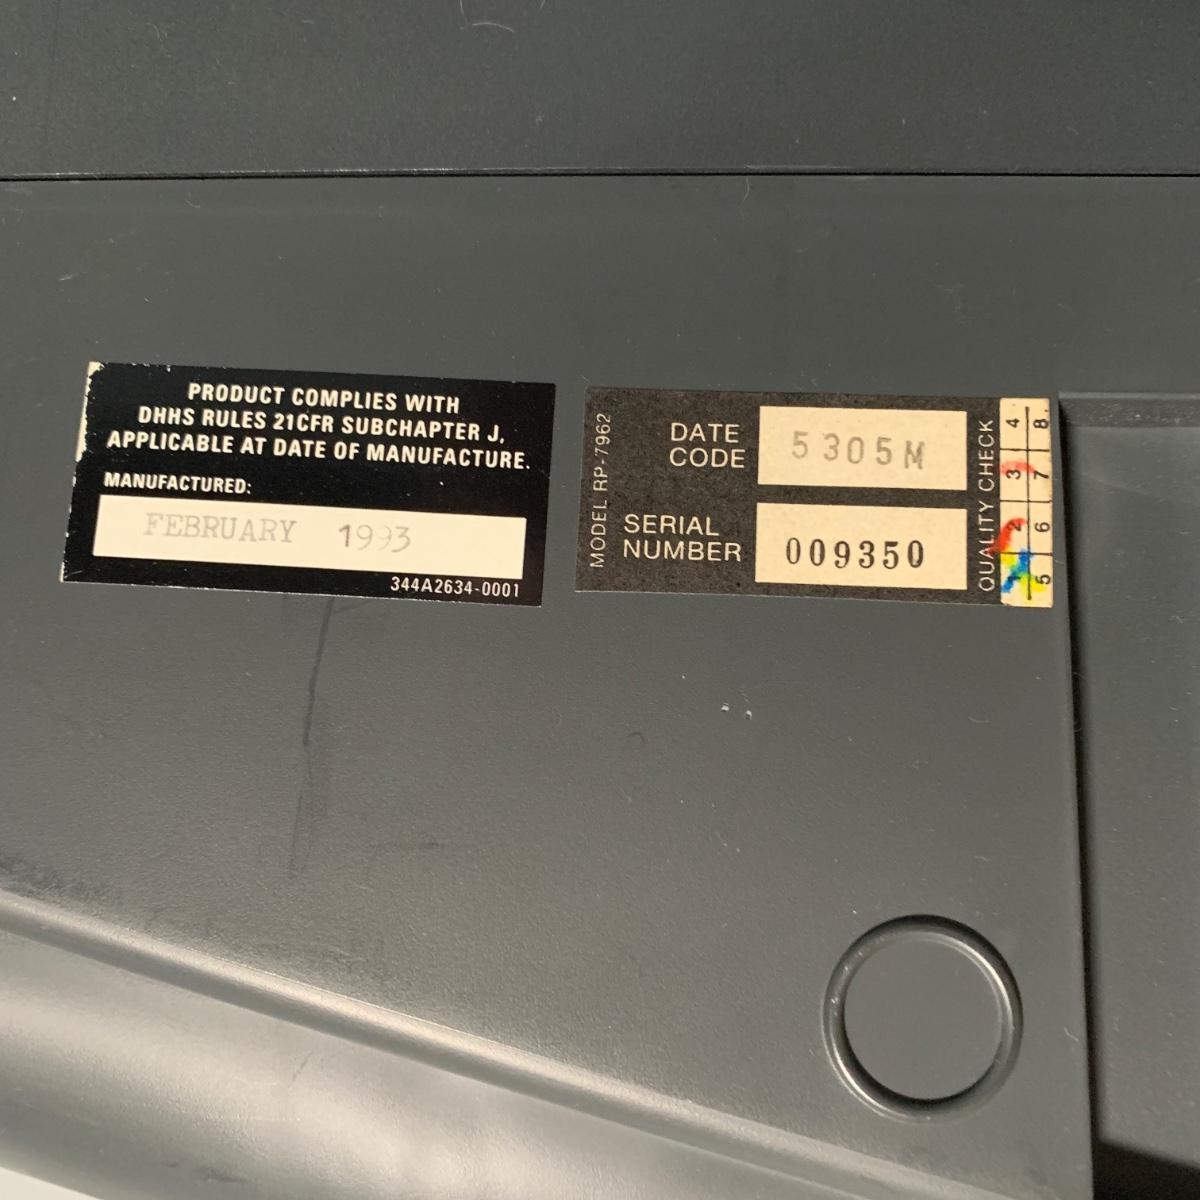 PRODUCT COMPLIES WITH
DHHS RULES 21CFR SUBCHAPTER J,
APPLICABLE AT DATE OF MANUFACTURE.
MANUFACTURED:
FEBRUARY 1993
344A2634-0001
MODEL RP-7962
DATE
CODE
5305M
SERIAL
NUMBER
009350
QUALITY CHECK
1 2 3 4
5 6 7 8